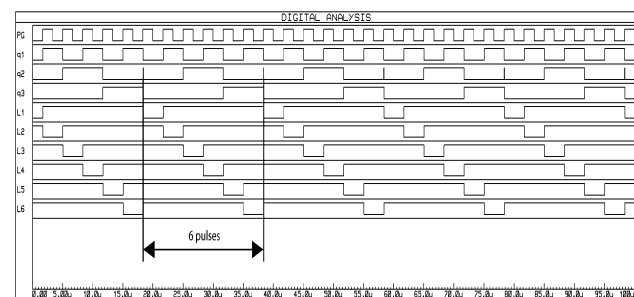 DIGITAL ANALYSIS
PG
q1
q2
q3
L1
L2
L3
L4
L5
L6
6 pulses
0.00 5.00u 10.0u 15.0u 20.0u 25.0u 30.0u 35.0u 40.0u 45.0u 50.0u 55.0u 60.0u 65.0u 70.0u 75.0u 80.0u 85.0u 90.0u 95.0u 100u